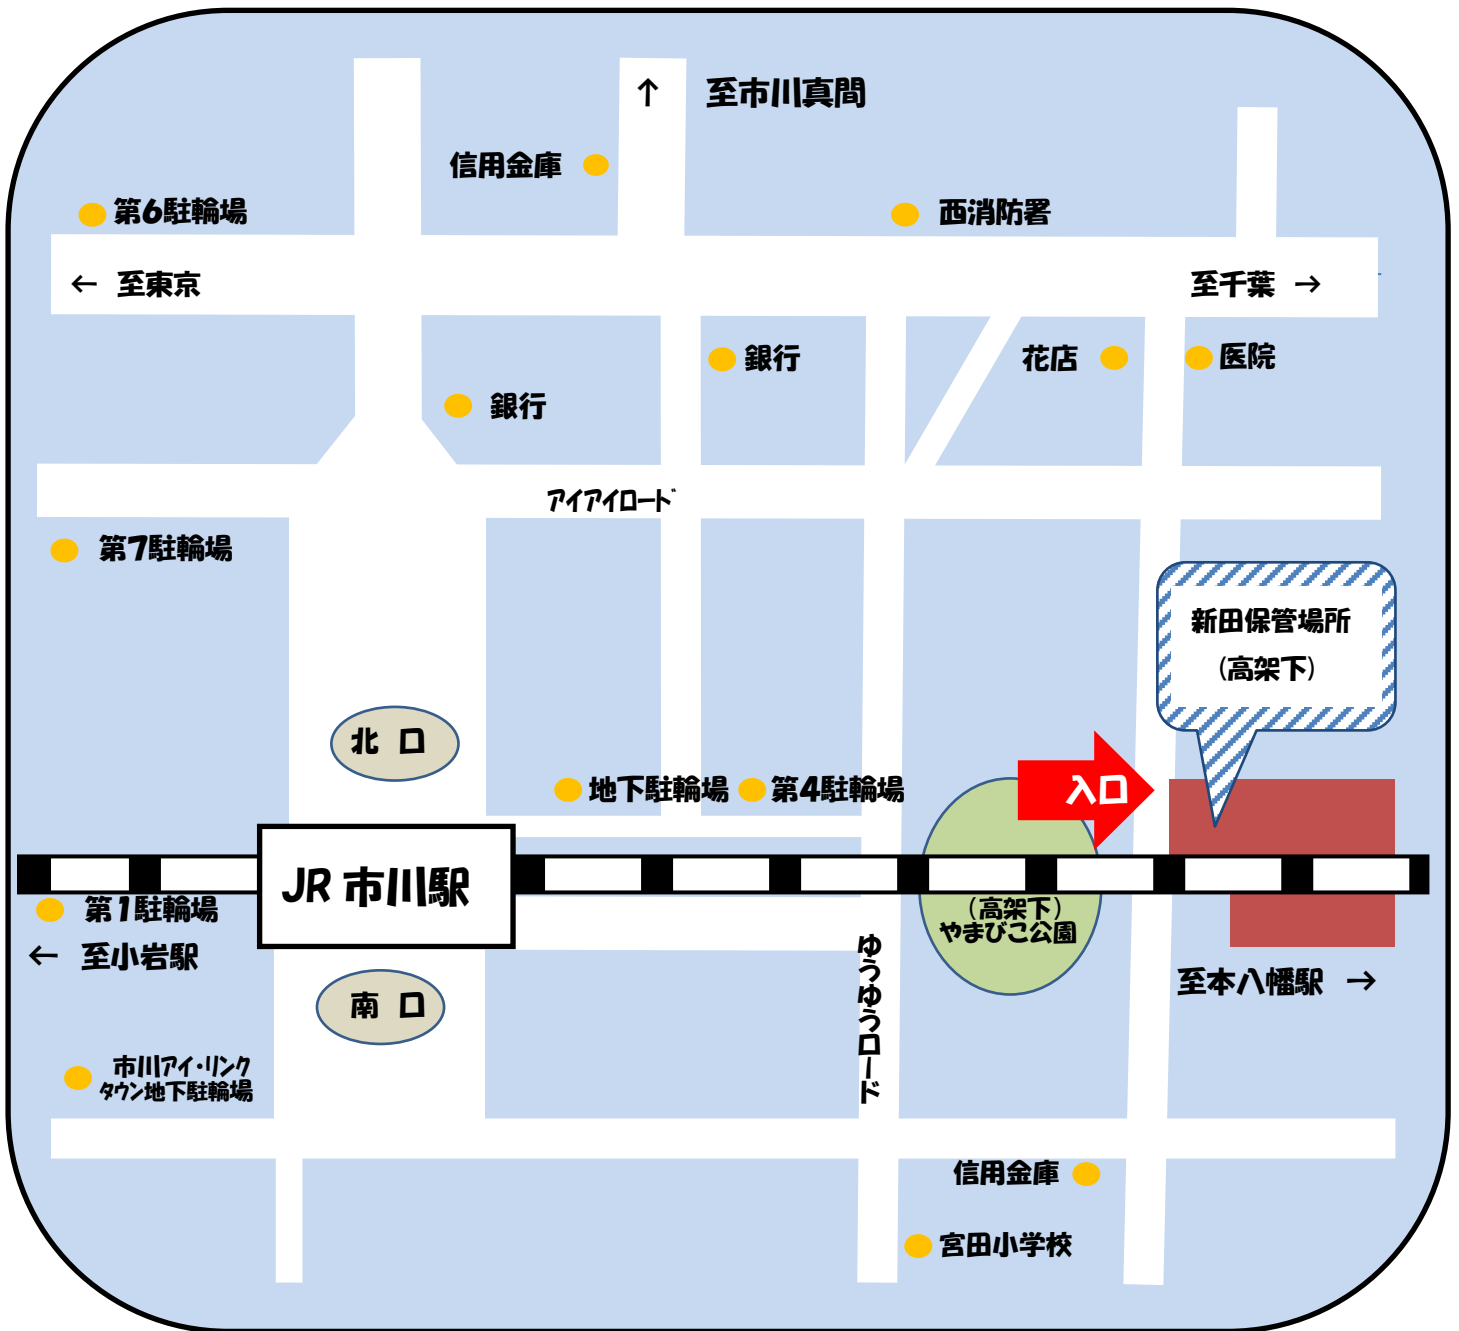 ↑ 至市川真間
信用金庫
第6駐輪場
西消防署
← 至東京
至千葉 →
銀行
花店
医院
銀行
アイアイロード
第7駐輪場
新田保管場所
(高架下)
北 口
入口
地下駐輪場
第4駐輪場
JR 市川駅
第1駐輪場
(高架下)
やまびこ公園
← 至小岩駅
ゆうゆうロード
至本八幡駅 →
南 口
市川アイ・リンク
タウン地下駐輪場
信用金庫
宮田小学校